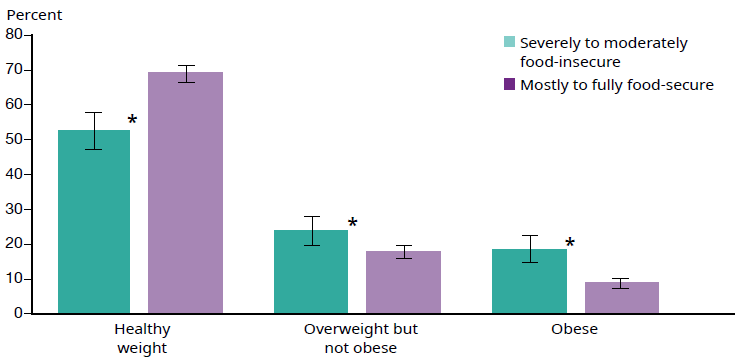 Percent
80
70
60
50
40
30
20
10
0
Severely to moderately
food-insecure
Mostly to fully food-secure
*
*
*
Healthy
weight
Overweight but
not obese
Obese